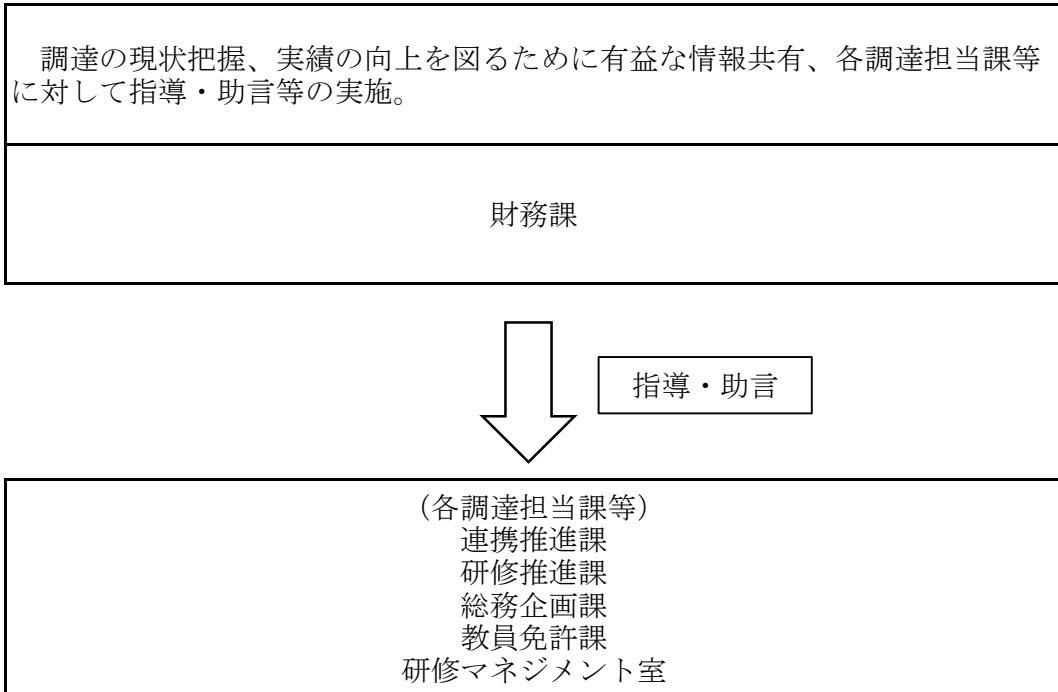 調達の現状把握、実績の向上を図るために有益な情報共有、各調達担当課等
に対して指導・助言等の実施。
財務課
指導・助言
（各調達担当課等）
連携推進課
研修推進課
総務企画課
教員免許課
研修マネジメント室